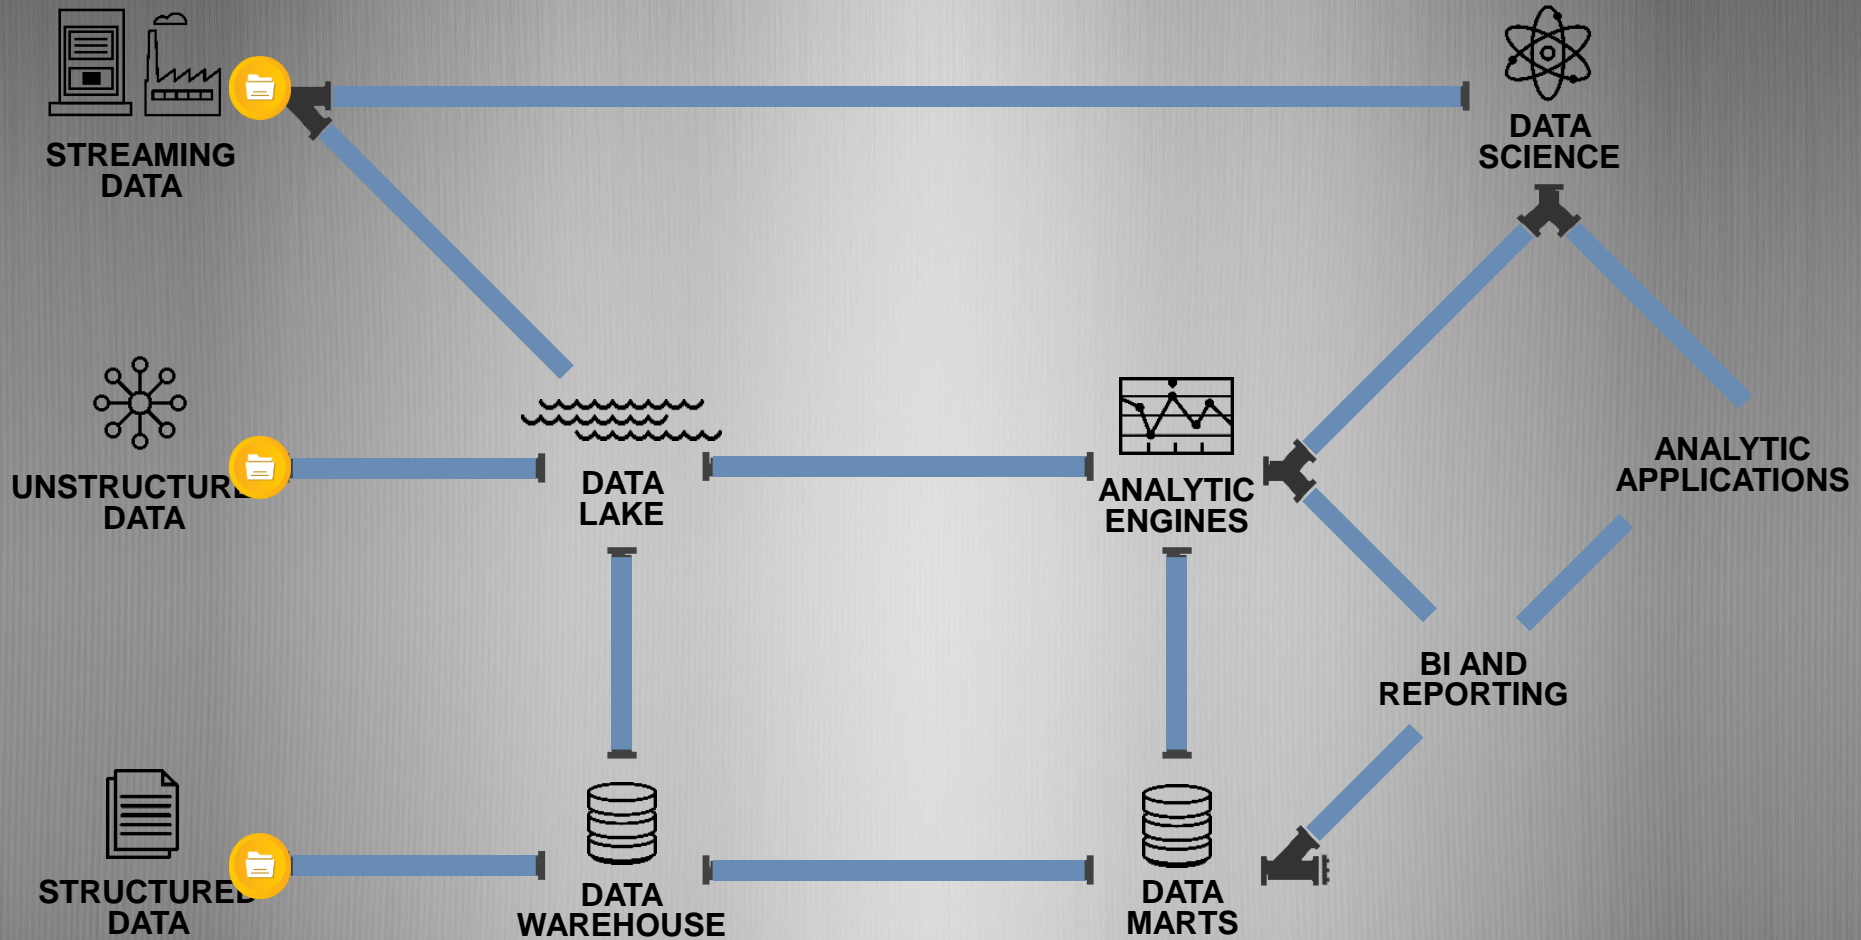 STREAMING
DATA
DATA
SCIENCE
UNSTRUCTURE
DATA
DATA
LAKE
ANALYTIC
ENGINES
ANALYTIC
APPLICATIONS
BI AND
REPORTING
STRUCTURED
DATA
DATA
WAREHOUSE
DATA
MARTS